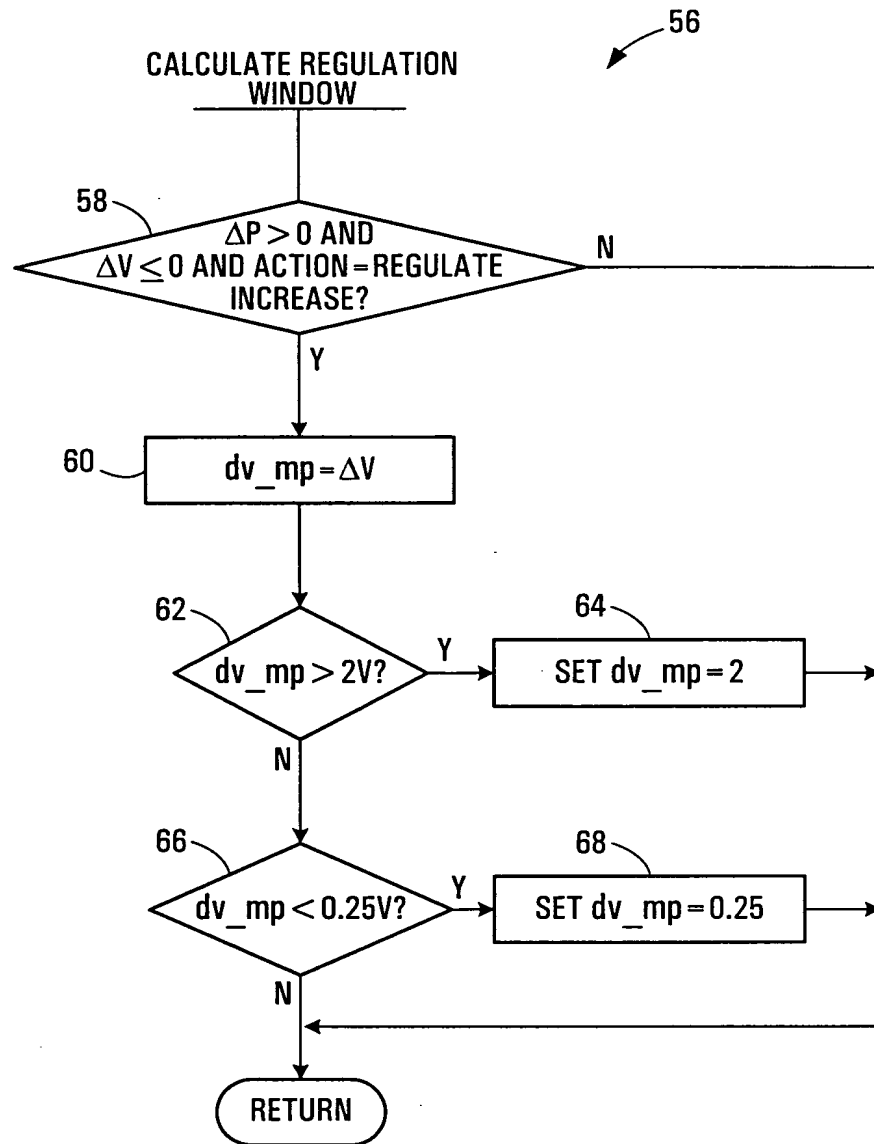 56
CALCULATE REGULATION
WINDOW
58
ΔP > 0 AND
ΔV ≤ 0 AND ACTION = REGULATE
INCREASE?
N
Y
60
dv_mp = ΔV
62
dv_mp > 2V?
Y
64
SET dv_mp = 2
N
66
dv_mp < 0.25V?
Y
68
SET dv_mp = 0.25
N
RETURN